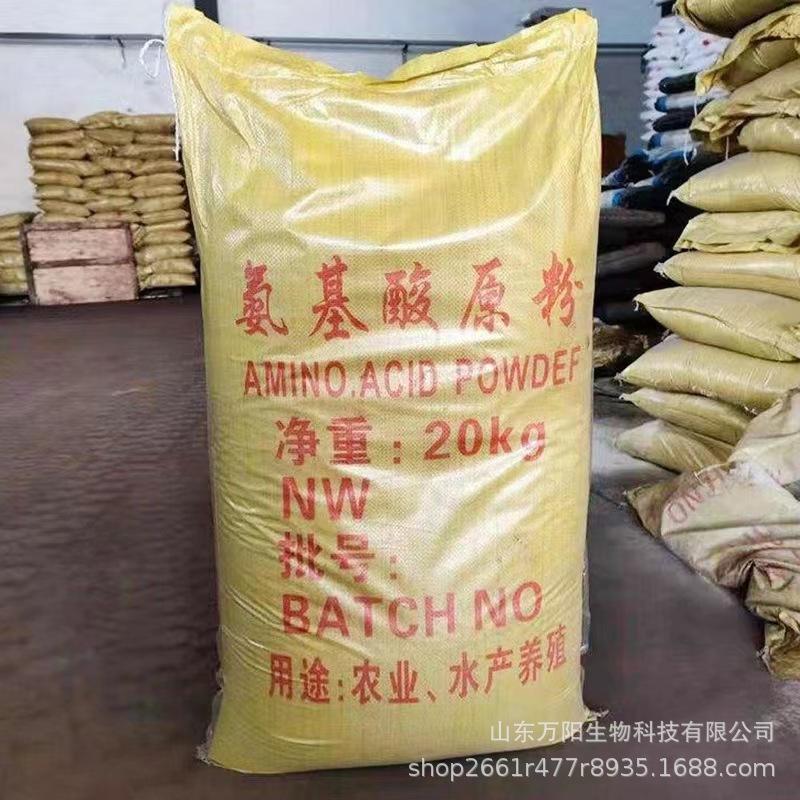 氨基酸原粉
AMINO.ACID POWDEF
净重：20kg
NW
批号：
BATCH NO
用途:农业、水产养殖
山东万阳生物科技有限公司
shop2661r477r8935.1688.com